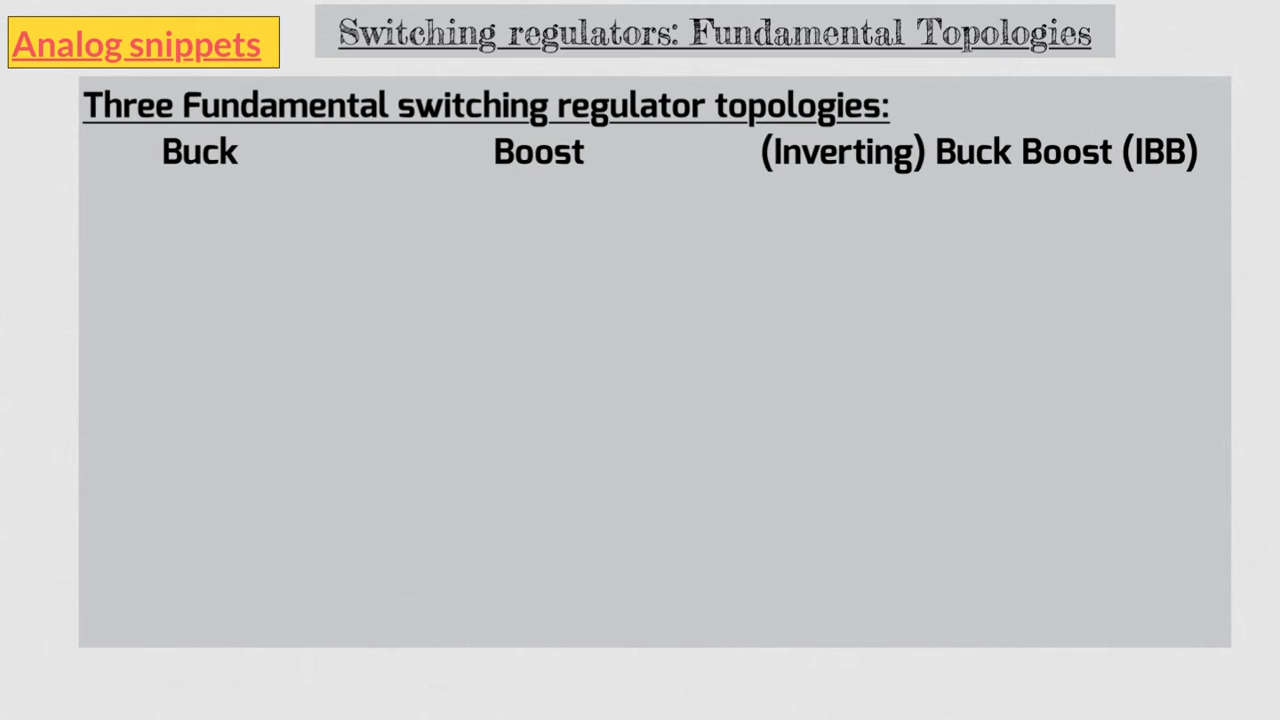 Analog snippets
Switching regulators: Fundamental Topologies
Three Fundamental switching regulator topologies:
Buck Boost (Inverting) Buck Boost (IBB)